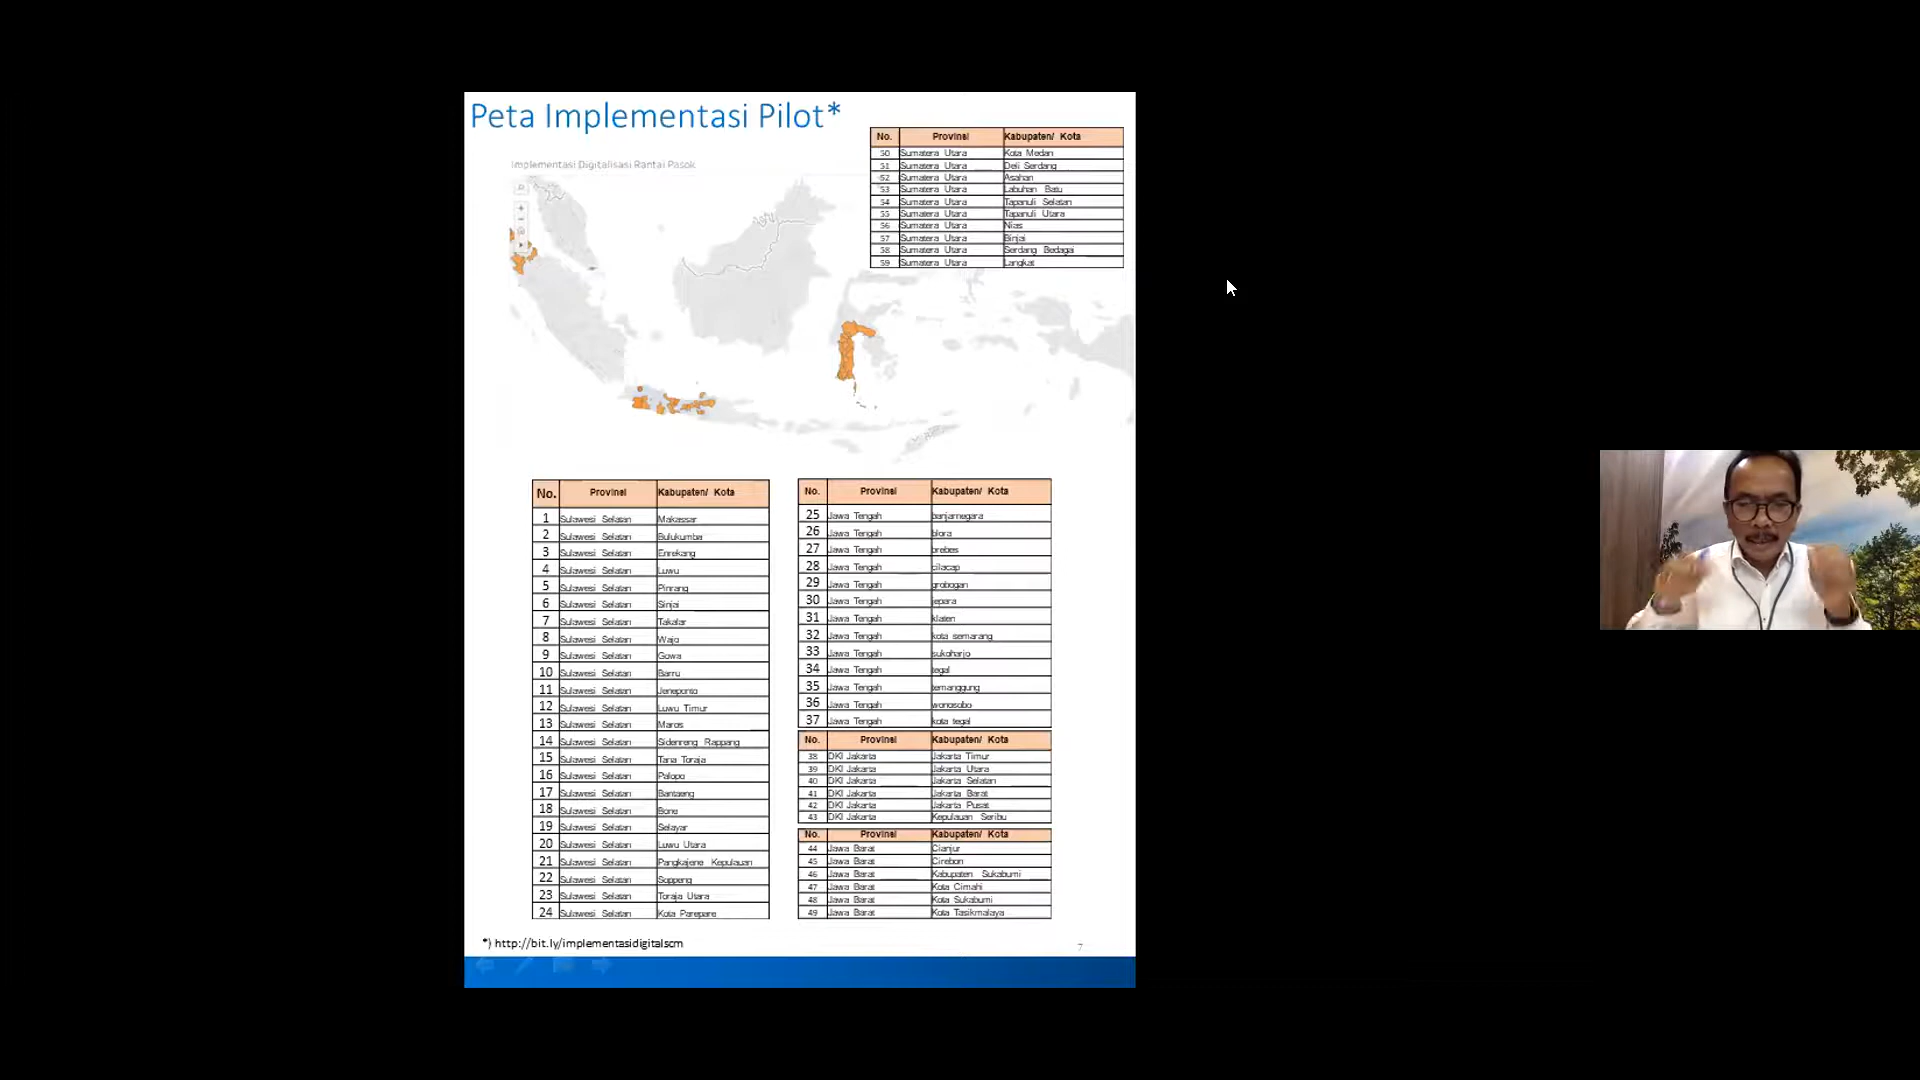 Peta Implementasi Pilot*
Implementasi Digitalisasi Rantai Pasok
No. Provinsi Kabupaten/ Kota
50 Sumatera Utara Kota Medan
51 Sumatera Utara Deli Serdang
52 Sumatera Utara Asahan
53 Sumatera Utara Labuhan Batu
54 Sumatera Utara Tapanuli Selatan
55 Sumatera Utara Tapanuli Utara
56 Sumatera Utara Nias
57 Sumatera Utara Binjai
58 Sumatera Utara Serdang Bedagai
59 Sumatera Utara Langkat
No. Provinsi Kabupaten/ Kota
1 Sulawesi Selatan Makassar
2 Sulawesi Selatan Bulukumba
3 Sulawesi Selatan Enrekang
4 Sulawesi Selatan Luwu
5 Sulawesi Selatan Pinrang
6 Sulawesi Selatan Sinjai
7 Sulawesi Selatan Takalar
8 Sulawesi Selatan Wajo
9 Sulawesi Selatan Gowa
10 Sulawesi Selatan Barru
11 Sulawesi Selatan Jeneponto
12 Sulawesi Selatan Luwu Timur
13 Sulawesi Selatan Maros
14 Sulawesi Selatan Sidenreng Rappang
15 Sulawesi Selatan Tana Toraja
16 Sulawesi Selatan Palopo
17 Sulawesi Selatan Bantaeng
18 Sulawesi Selatan Bone
19 Sulawesi Selatan Selayar
20 Sulawesi Selatan Luwu Utara
21 Sulawesi Selatan Pangkajene Kepulauan
22 Sulawesi Selatan Soppeng
23 Sulawesi Selatan Toraja Utara
24 Sulawesi Selatan Kota Parepare
No. Provinsi Kabupaten/ Kota
25 Jawa Tengah banjarnegara
26 Jawa Tengah blora
27 Jawa Tengah brebes
28 Jawa Tengah cilacap
29 Jawa Tengah grobogan
30 Jawa Tengah jepara
31 Jawa Tengah klaten
32 Jawa Tengah kota semarang
33 Jawa Tengah sukoharjo
34 Jawa Tengah tegal
35 Jawa Tengah temanggung
36 Jawa Tengah wonosobo
37 Jawa Tengah kota tegal
No. Provinsi Kabupaten/ Kota
38 DKI Jakarta Jakarta Timur
39 DKI Jakarta Jakarta Utara
40 DKI Jakarta Jakarta Selatan
41 DKI Jakarta Jakarta Barat
42 DKI Jakarta Jakarta Pusat
43 DKI Jakarta Kepulauan Seribu
No. Provinsi Kabupaten/ Kota
44 Jawa Barat Cianjur
45 Jawa Barat Cirebon
46 Jawa Barat Kabupaten Sukabumi
47 Jawa Barat Kota Cimahi
48 Jawa Barat Kota Sukabumi
49 Jawa Barat Kota Tasikmalaya
*) http://bit.ly/implementasidigitalscm
7